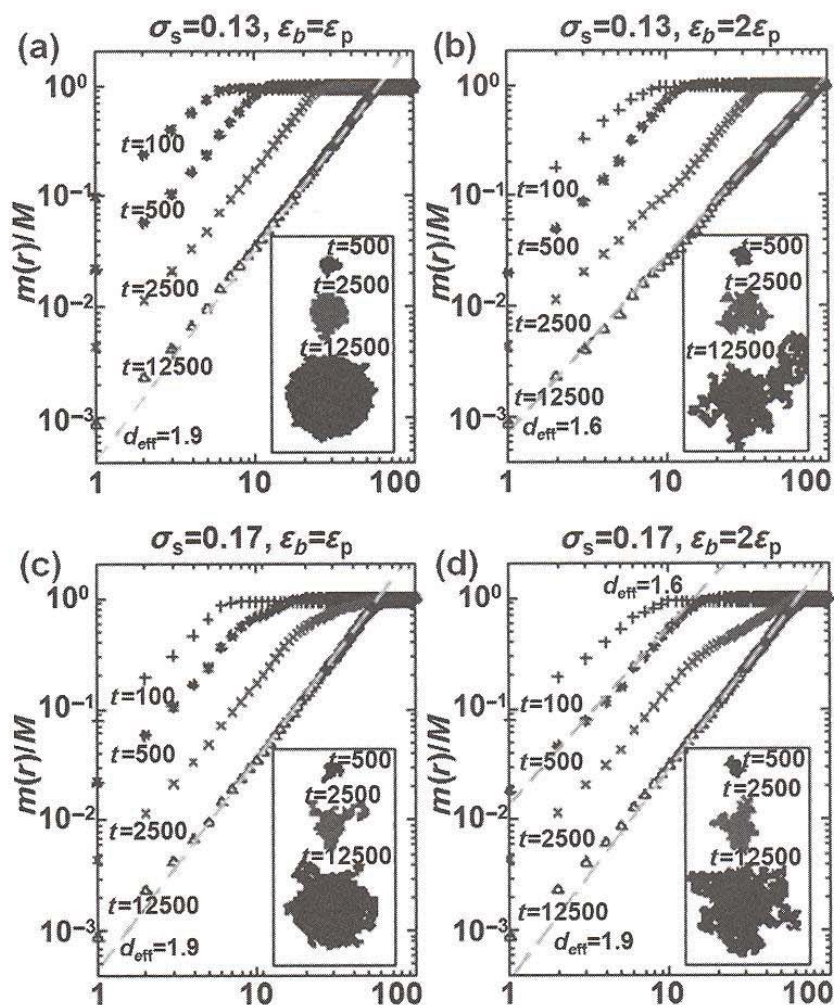 (a) σs=0.13, εb=εp
10^0
10^-1
10^-2
10^-3
m(r)/M
t=100
t=500
t=2500
t=12500
deff=1.9
t=500
t=2500
t=12500
1 10 100
(b) σs=0.13, εb=2εp
10^0
10^-1
10^-2
10^-3
m(r)/M
t=100
t=500
t=2500
t=12500
deff=1.6
t=500
t=2500
t=12500
1 10 100
(c) σs=0.17, εb=εp
10^0
10^-1
10^-2
10^-3
m(r)/M
t=100
t=500
t=2500
t=12500
deff=1.9
t=500
t=2500
t=12500
1 10 100
(d) σs=0.17, εb=2εp
deff=1.6
10^0
10^-1
10^-2
10^-3
m(r)/M
t=100
t=500
t=2500
t=12500
deff=1.9
t=500
t=2500
t=12500
1 10 100